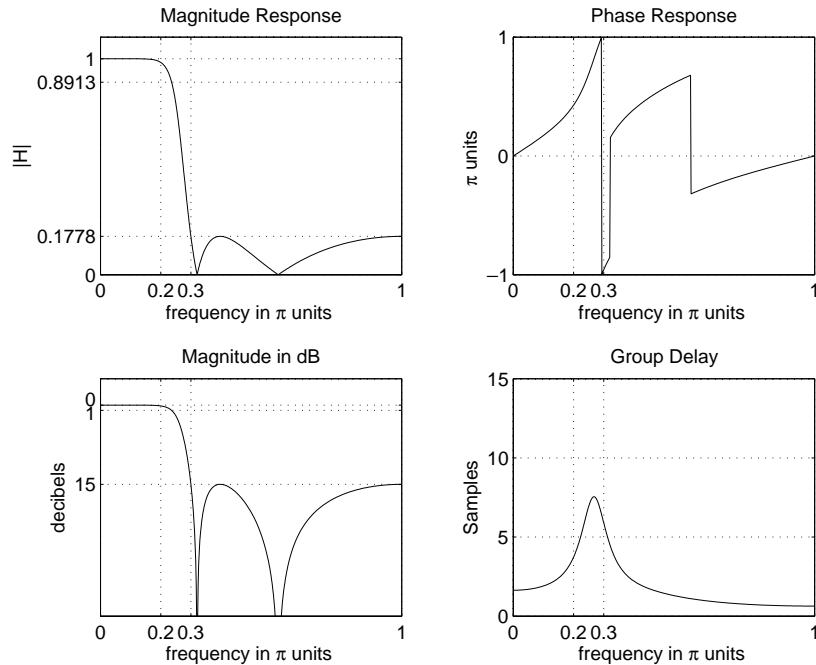 Magnitude Response
|H|
1
0.8913
0.1778
0
0 0.2 0.3 1
frequency in π units
Phase Response
π units
1
0
−1
0 0.2 0.3 1
frequency in π units
Magnitude in dB
decibels
0
1
15
0 0.2 0.3 1
frequency in π units
Group Delay
Samples
15
10
5
0
0 0.2 0.3 1
frequency in π units